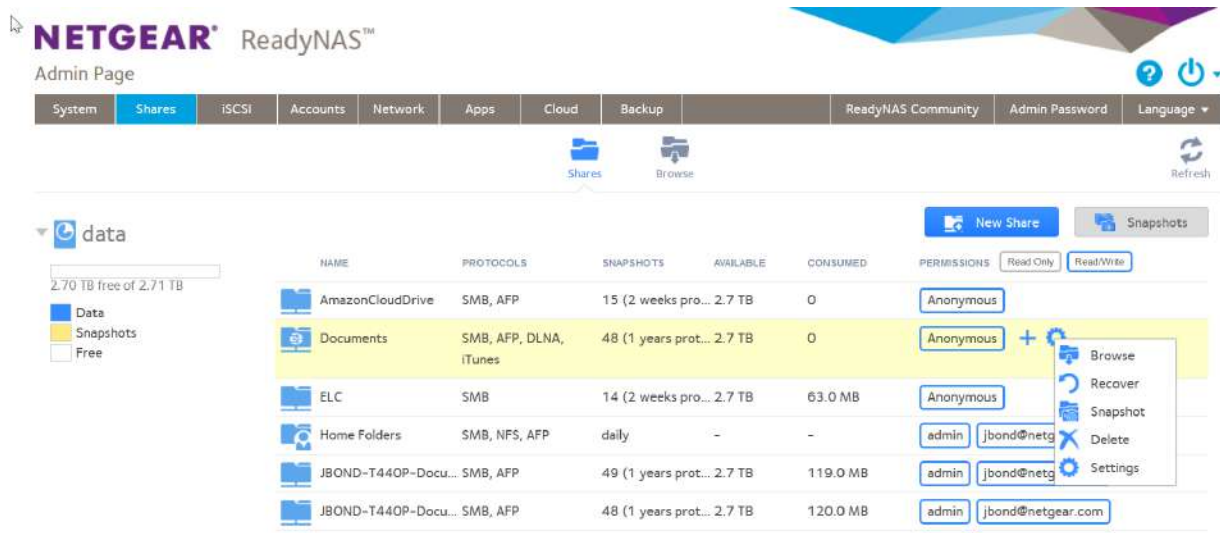 NETGEAR® ReadyNAS™
Admin Page
System Shares iSCSI Accounts Network Apps Cloud Backup ReadyNAS Community Admin Password Language
Shares Browse Refresh
data
New Share Snapshots
2.70 TB free of 2.71 TB
Data
Snapshots
Free
NAME PROTOCOLS SNAPSHOTS AVAILABLE CONSUMED PERMISSIONS Read Only Read/Write
AmazonCloudDrive SMB, AFP 15 (2 weeks pro... 2.7 TB 0 Anonymous
Documents SMB, AFP, DLNA, 48 (1 years prot... 2.7 TB 0 Anonymous
iTunes
Browse
Recover
Snapshot
Delete
Settings
ELC SMB 14 (2 weeks pro... 2.7 TB 63.0 MB Anonymous
Home Folders SMB, NFS, AFP daily - - admin jbond@netg
JBOND-T440P-Docu... SMB, AFP 49 (1 years prot... 2.7 TB 119.0 MB admin jbond@netg
JBOND-T440P-Docu... SMB, AFP 48 (1 years prot... 2.7 TB 120.0 MB admin jbond@netgear.com